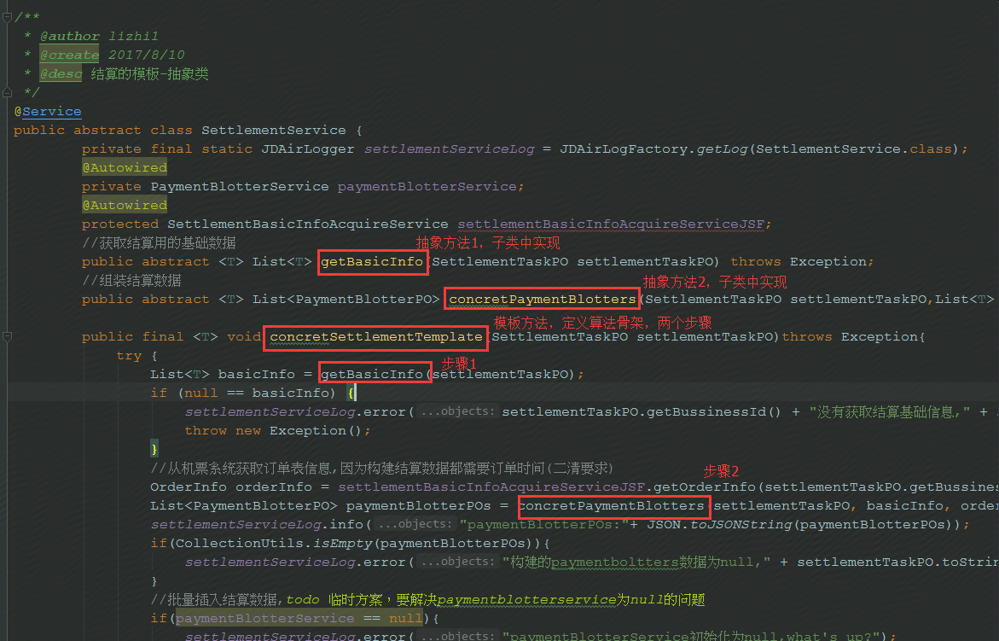 /**
* @author lizhi1
* @create 2017/8/10
* @desc 结算的模板-抽象类
*/
@Service
public abstract class SettlementService {
private final static JDAirLogger settlementServiceLog = JDAirLogFactory.getLog(SettlementService.class);
@Autowired
private PaymentBlotterService paymentBlotterService;
@Autowired
protected SettlementBasicInfoAcquireService settlementBasicInfoAcquireServiceJSF;
//获取结算用的基础数据
抽象方法1，子类中实现
public abstract <T> List<T> getBasicInfo(SettlementTaskPO settlementTaskPO) throws Exception;
//组装结算数据
抽象方法2，子类中实现
public abstract <T> List<PaymentBlotterPO> concretPaymentBlotters(SettlementTaskPO settlementTaskPO,List<T>
模板方法，定义算法骨架，两个步骤
public final <T> void concretSettlementTemplate(SettlementTaskPO settlementTaskPO)throws Exception{
try {
步骤1
List<T> basicInfo = getBasicInfo(settlementTaskPO);
if (null == basicInfo) {
settlementServiceLog.error( ...objects: settlementTaskPO.getBussinessId() + "没有获取结算基础信息," +
throw new Exception();
}
//从机票系统获取订单表信息,因为构建结算数据都需要订单时间(二清要求)
步骤2
OrderInfo orderInfo = settlementBasicInfoAcquireServiceJSF.getOrderInfo(settlementTaskPO.getBussines
List<PaymentBlotterPO> paymentBlotterPOs = concretPaymentBlotters(settlementTaskPO, basicInfo, orde
settlementServiceLog.info( ...objects: "paymentBlotterPOs:"+ JSON.toJSONString(paymentBlotterPOs));
if(CollectionUtils.isEmpty(paymentBlotterPOs)){
settlementServiceLog.error( ...objects: "构建的paymentboltters数据为null," + settlementTaskPO.toStrin
}
//批量插入结算数据,todo 临时方案，要解决paymentblotterservice为null的问题
if(paymentBlotterService == null){
settlementServiceLog.error( ...objects: "paymentBlotterService初始化为null,what's up?");